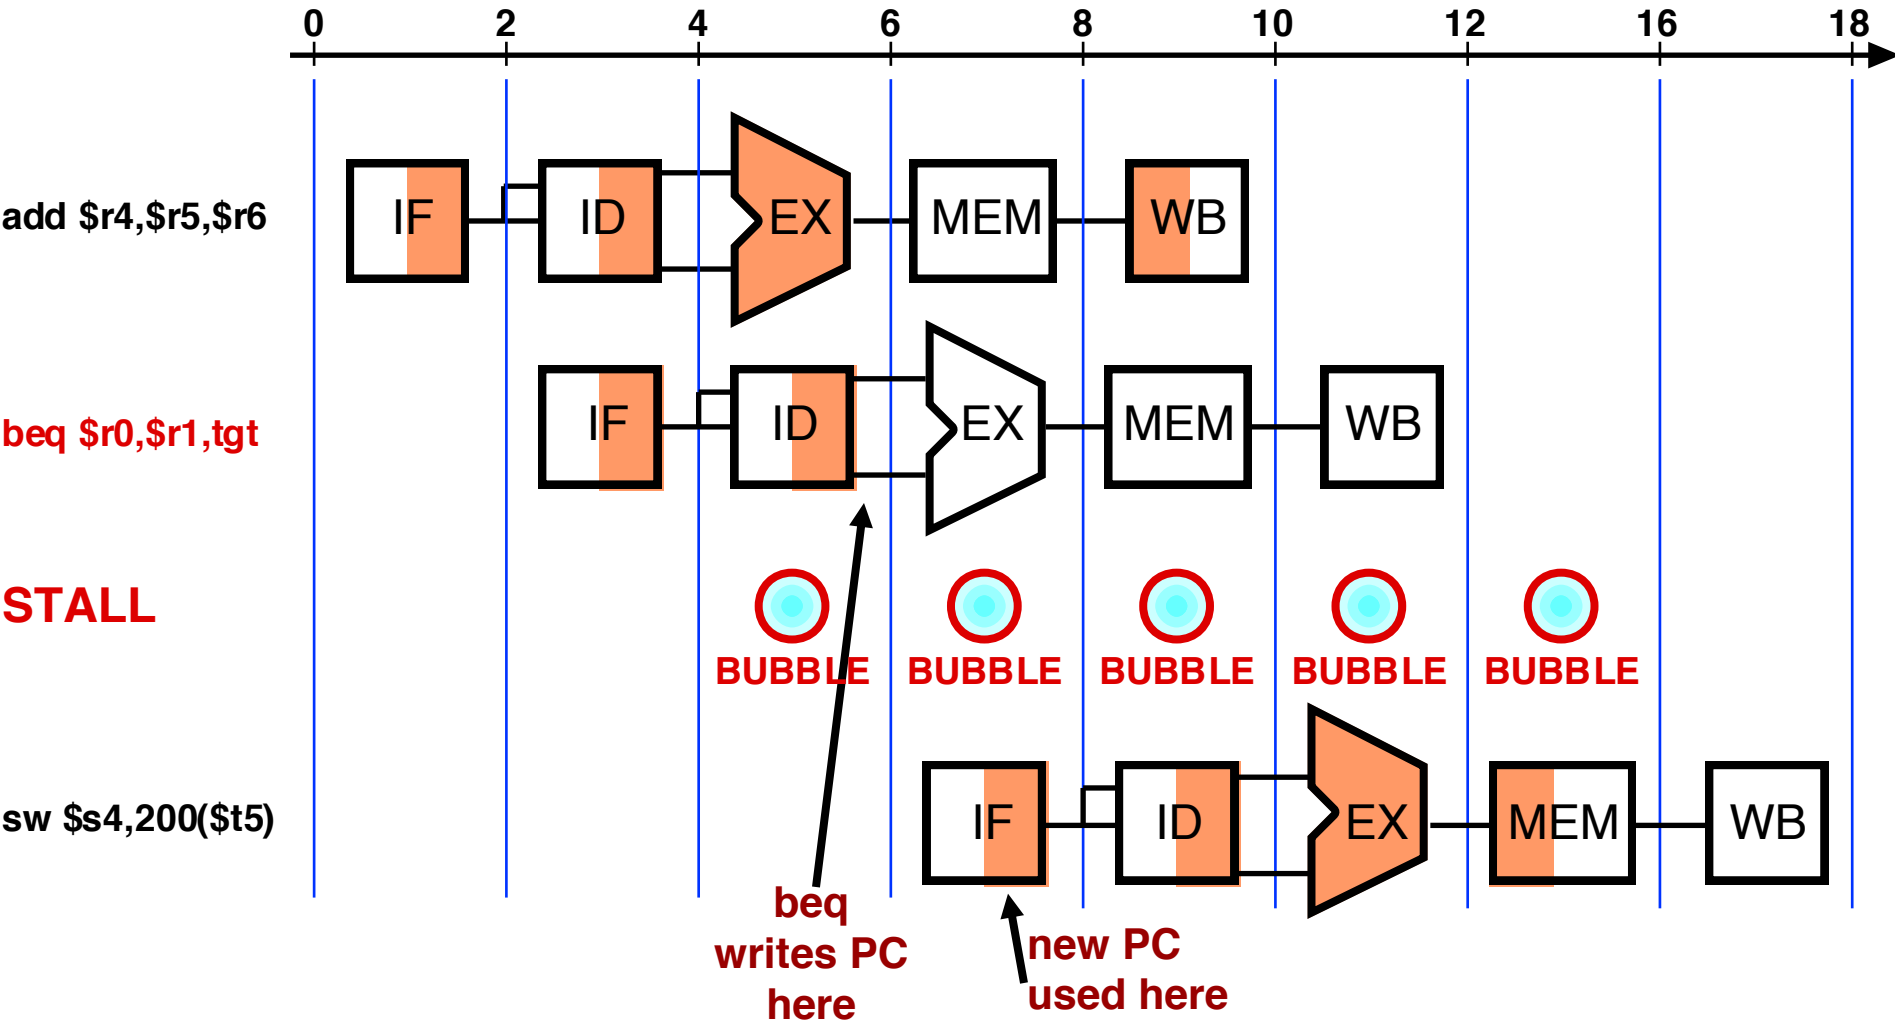 0 2 4 6 8 10 12 16 18
add $r4,$r5,$r6 IF ID EX MEM WB
beq $r0,$r1,tgt IF ID EX MEM WB
STALL
BUBBLE BUBBLE BUBBLE BUBBLE BUBBLE
sw $s4,200($t5) IF ID EX MEM WB
beq
writes PC
here
new PC
used here